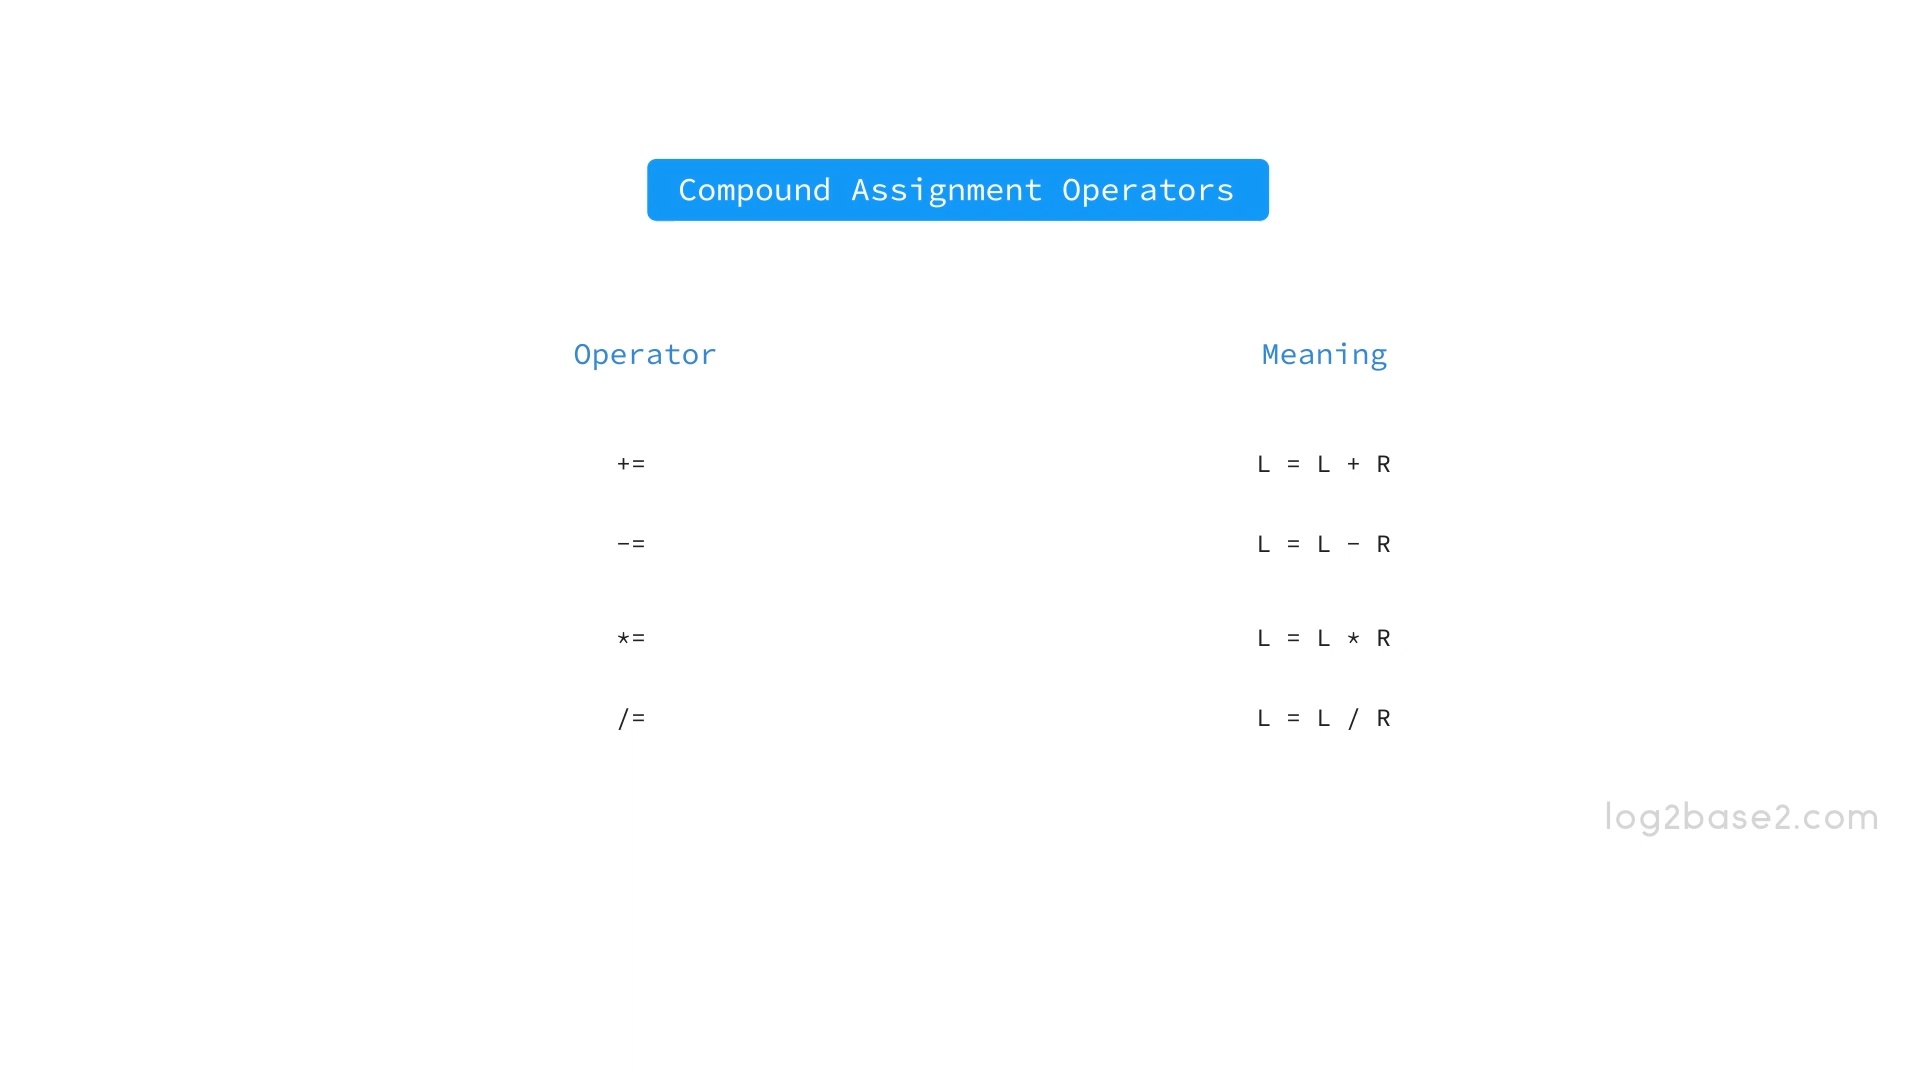 Compound Assignment Operators
Operator Meaning
+= L = L + R
-= L = L - R
*= L = L * R
/= L = L / R
log2base2.com